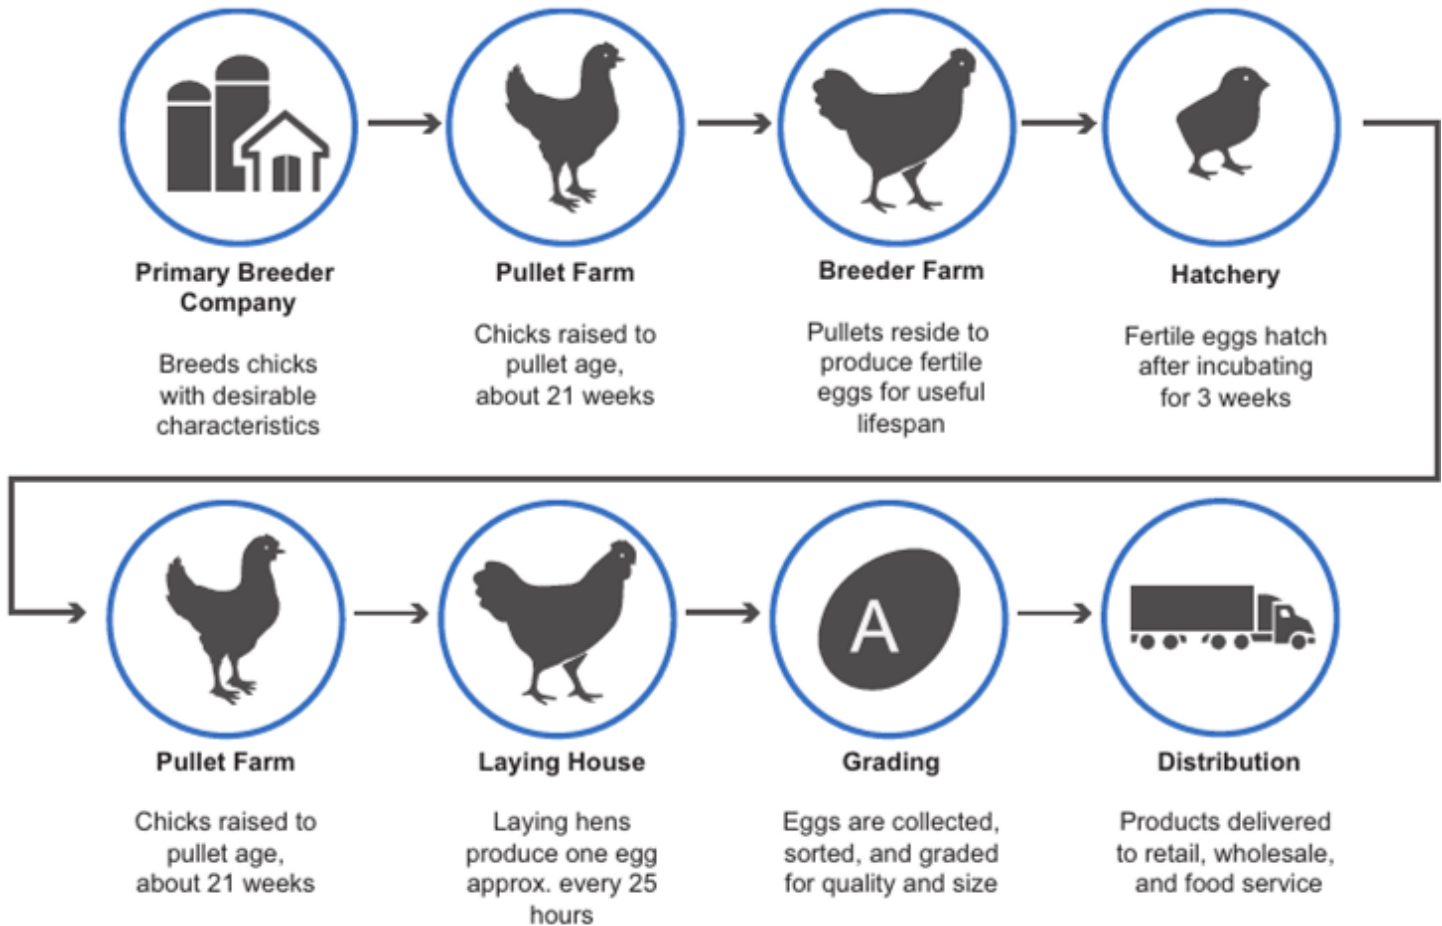 Primary Breeder
Company
Breeds chicks
with desirable
characteristics
Pullet Farm
Chicks raised to
pullet age,
about 21 weeks
Breeder Farm
Pullets reside to
produce fertile
eggs for useful
lifespan
Hatchery
Fertile eggs hatch
after incubating
for 3 weeks
Pullet Farm
Chicks raised to
pullet age,
about 21 weeks
Laying House
Laying hens
produce one egg
approx. every 25
hours
A
Grading
Eggs are collected,
sorted, and graded
for quality and size
Distribution
Products delivered
to retail, wholesale,
and food service